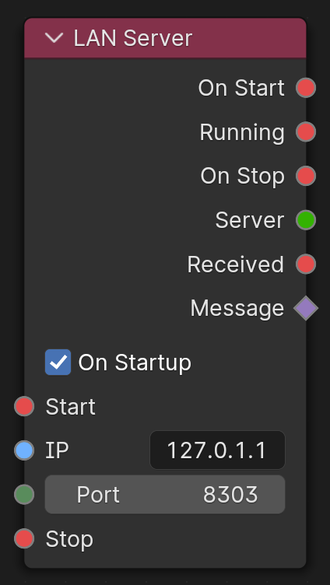 LAN Server
On Start
Running
On Stop
Server
Received
Message
On Startup
Start
IP 127.0.1.1
Port 8303
Stop